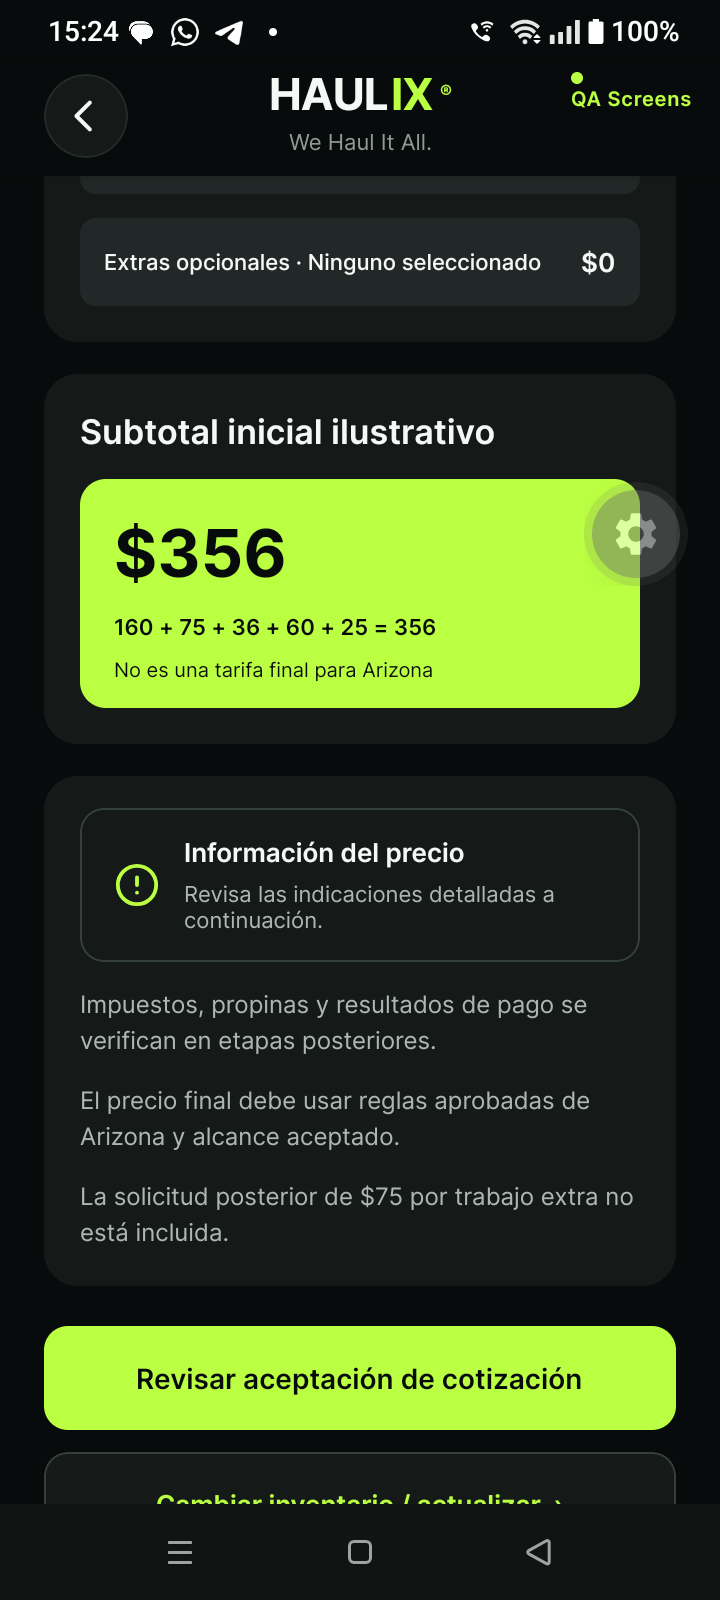 15:24
100%
HAULIX ®
QA Screens
We Haul It All.
Extras opcionales · Ninguno seleccionado $0
Subtotal inicial ilustrativo
$356
160 + 75 + 36 + 60 + 25 = 356
No es una tarifa final para Arizona
Información del precio
Revisa las indicaciones detalladas a
continuación.
Impuestos, propinas y resultados de pago se
verifican en etapas posteriores.
El precio final debe usar reglas aprobadas de
Arizona y alcance aceptado.
La solicitud posterior de $75 por trabajo extra no
está incluida.
Revisar aceptación de cotización
Cambiar inventario / actualizar